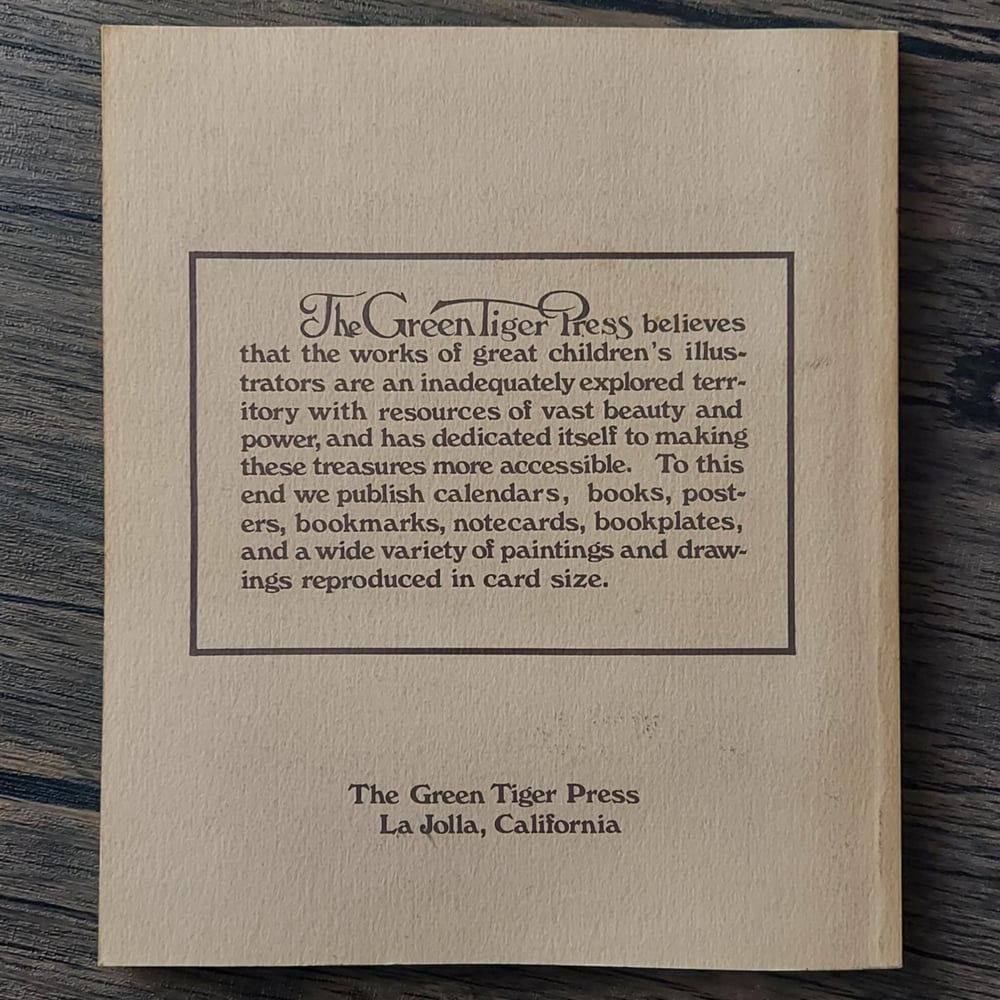 The Green Tiger Press believes
that the works of great children's illus-
trators are an inadequately explored terr-
itory with resources of vast beauty and
power, and has dedicated itself to making
these treasures more accessible. To this
end we publish calendars, books, post-
ers, bookmarks, notecards, bookplates,
and a wide variety of paintings and draw-
ings reproduced in card size.
The Green Tiger Press
La Jolla, California